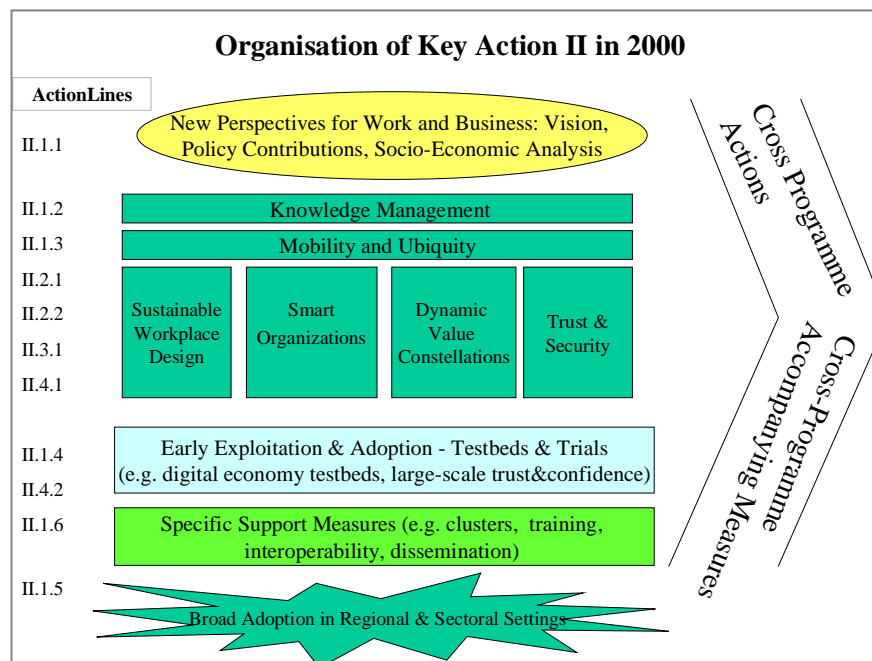 Organisation of Key Action II in 2000
ActionLines
II.1.1
New Perspectives for Work and Business: Vision,
Policy Contributions, Socio-Economic Analysis
II.1.2
Knowledge Management
II.1.3
Mobility and Ubiquity
II.2.1
II.2.2
II.3.1
II.4.1
Sustainable
Workplace
Design
Smart
Organizations
Dynamic
Value
Constellations
Trust &
Security
II.1.4
II.4.2
Early Exploitation & Adoption - Testbeds & Trials
(e.g. digital economy testbeds, large-scale trust&confidence)
II.1.6
Specific Support Measures (e.g. clusters, training,
interoperability, dissemination)
II.1.5
Broad Adoption in Regional & Sectoral Settings
Cross Programme
Actions
Cross-Programme
Accompanying Measures